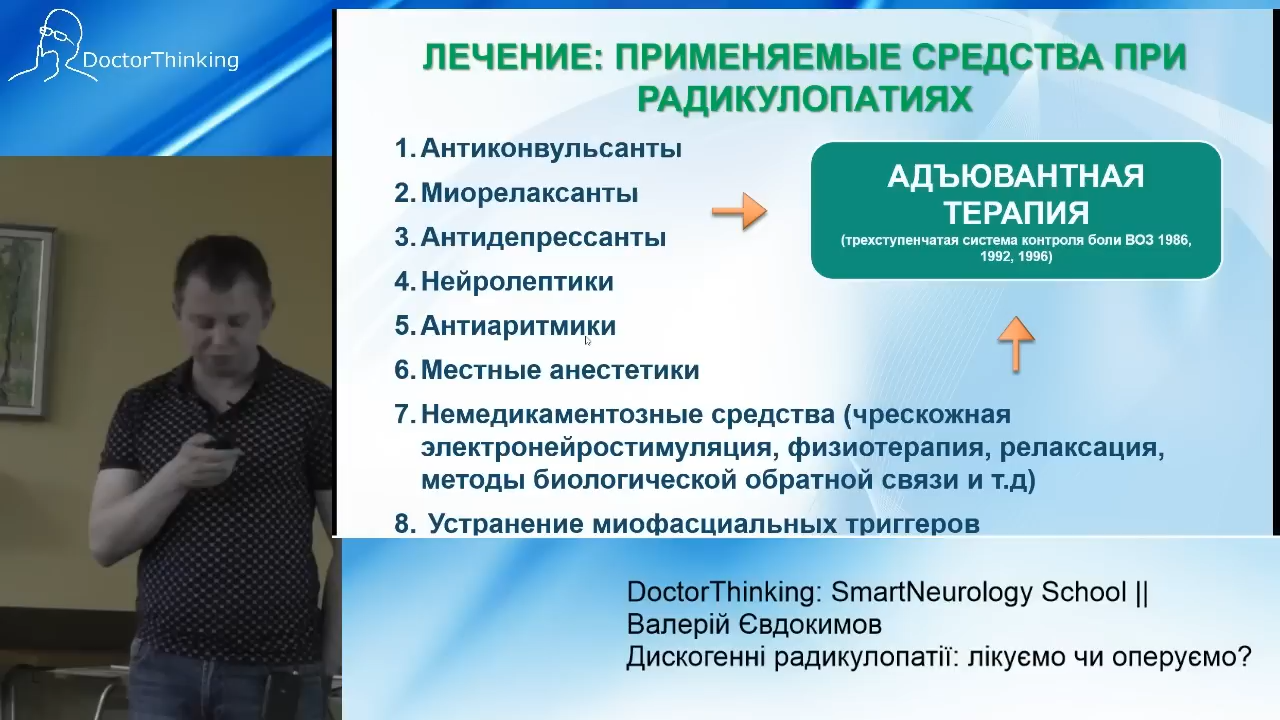 DoctorThinking
ЛЕЧЕНИЕ: ПРИМЕНЯЕМЫЕ СРЕДСТВА ПРИ
РАДИКУЛОПАТИЯХ
1. Антиконвульсанты
2. Миорелаксанты
3. Антидепрессанты
4. Нейролептики
5. Антиаритмики
6. Местные анестетики
7. Немедикаментозные средства (чрескожная
электронейростимуляция, физиотерапия, релаксация,
методы биологической обратной связи и т.д)
8. Устранение миофасциальных триггеров
АДЪЮВАНТНАЯ
ТЕРАПИЯ
(трехступенчатая система контроля боли ВОЗ 1986,
1992, 1996)
DoctorThinking: SmartNeurology School ||
Валерій Євдокимов
Дискогенні радикулопатії: лікуємо чи оперуємо?